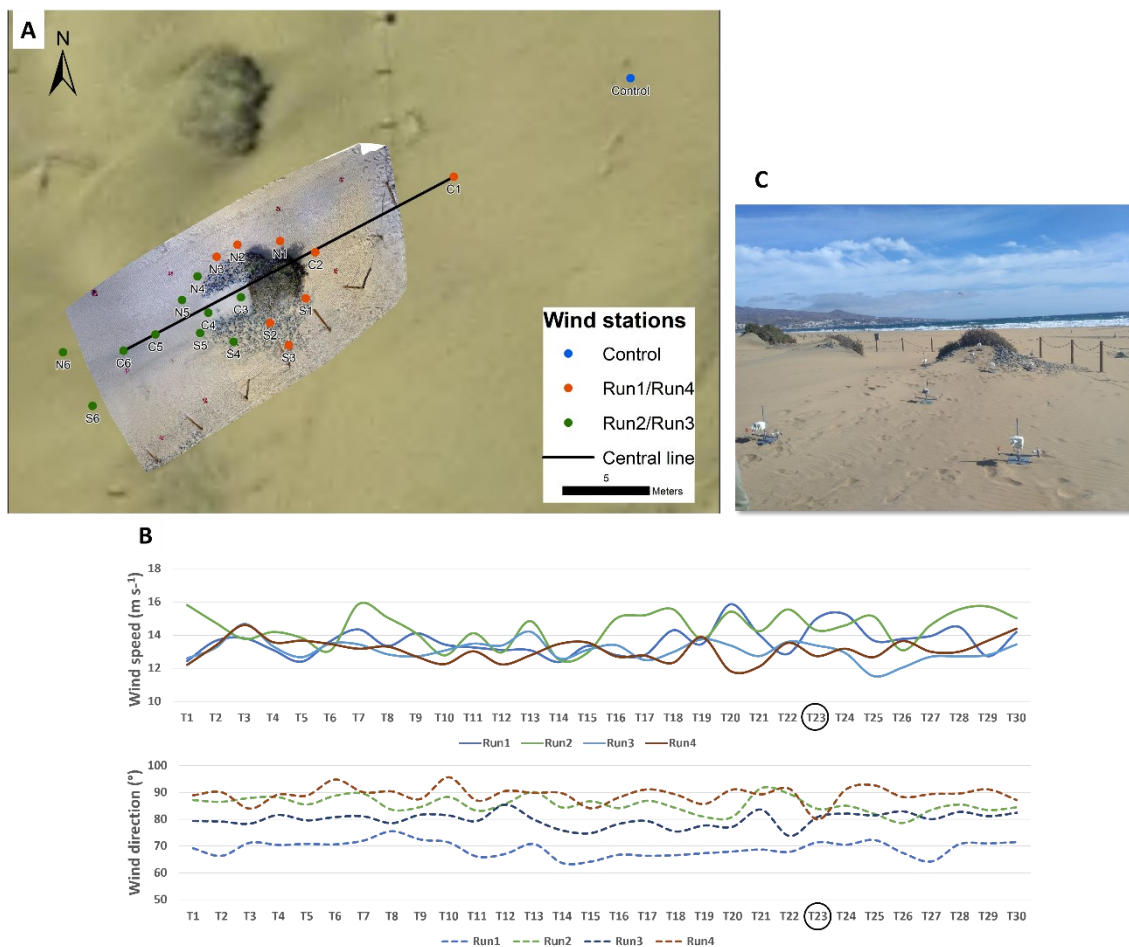 A
N
Control
C1
N2
N1
N3
C2
N4
C3
S1
N5
C4
S2
S5
C5
S4
S3
N6
C6
S6
Wind stations
Control
Run1/Run4
Run2/Run3
Central line
5
Meters
C
B
Wind speed (m s⁻¹)
18
16
14
12
10
T1 T2 T3 T4 T5 T6 T7 T8 T9 T10 T11 T12 T13 T14 T15 T16 T17 T18 T19 T20 T21 T22 T23 T24 T25 T26 T27 T28 T29 T30
Run1 Run2 Run3 Run4
Wind direction (°)
100
90
80
70
60
50
T1 T2 T3 T4 T5 T6 T7 T8 T9 T10 T11 T12 T13 T14 T15 T16 T17 T18 T19 T20 T21 T22 T23 T24 T25 T26 T27 T28 T29 T30
Run1 Run2 Run3 Run4